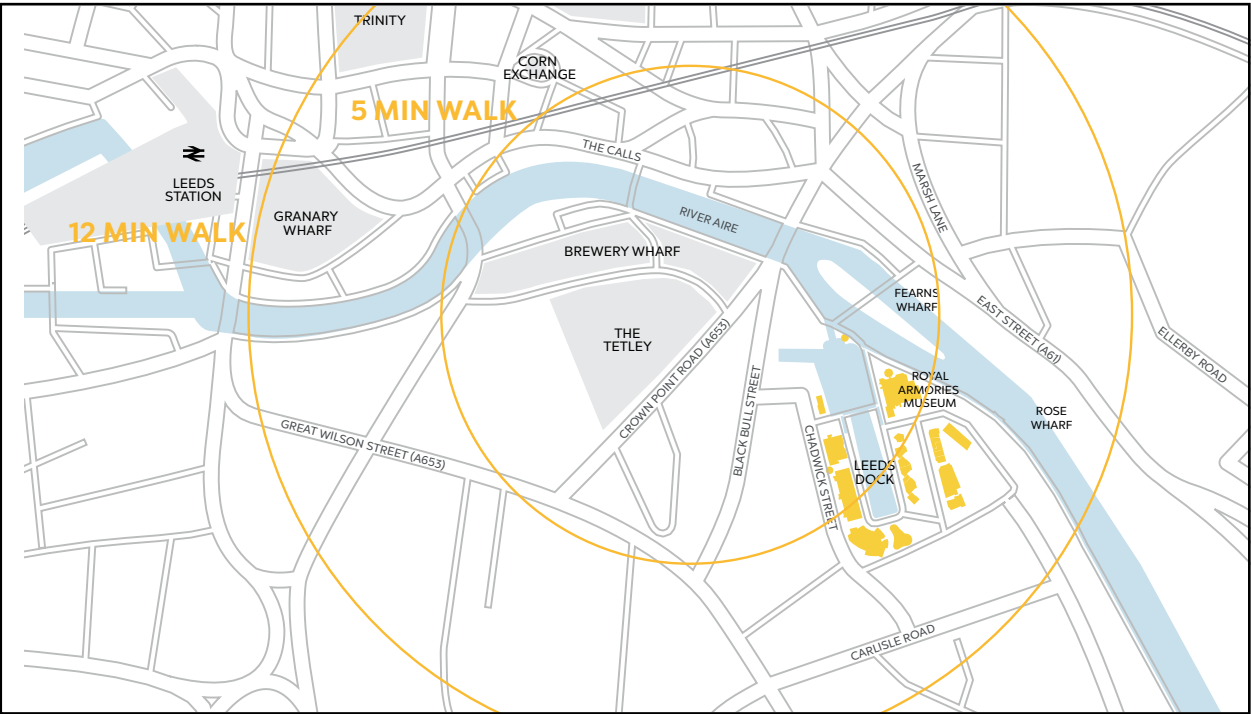 TRINITY
CORN
EXCHANGE
5 MIN WALK
THE CALLS
LEEDS
STATION
MARSH LANE
GRANARY
WHARF
RIVER AIRE
12 MIN WALK
BREWERY WHARF
FEARNS
WHARF
EAST STREET (A61)
THE
TETLEY
ELLERBY ROAD
CROWN POINT ROAD (A653)
ROYAL
ARMORIES
MUSEUM
BLACK BULL STREET
ROSE
WHARF
GREAT WILSON STREET (A653)
CHADWICK STREET
LEEDS
DOCK
CARLISLE ROAD